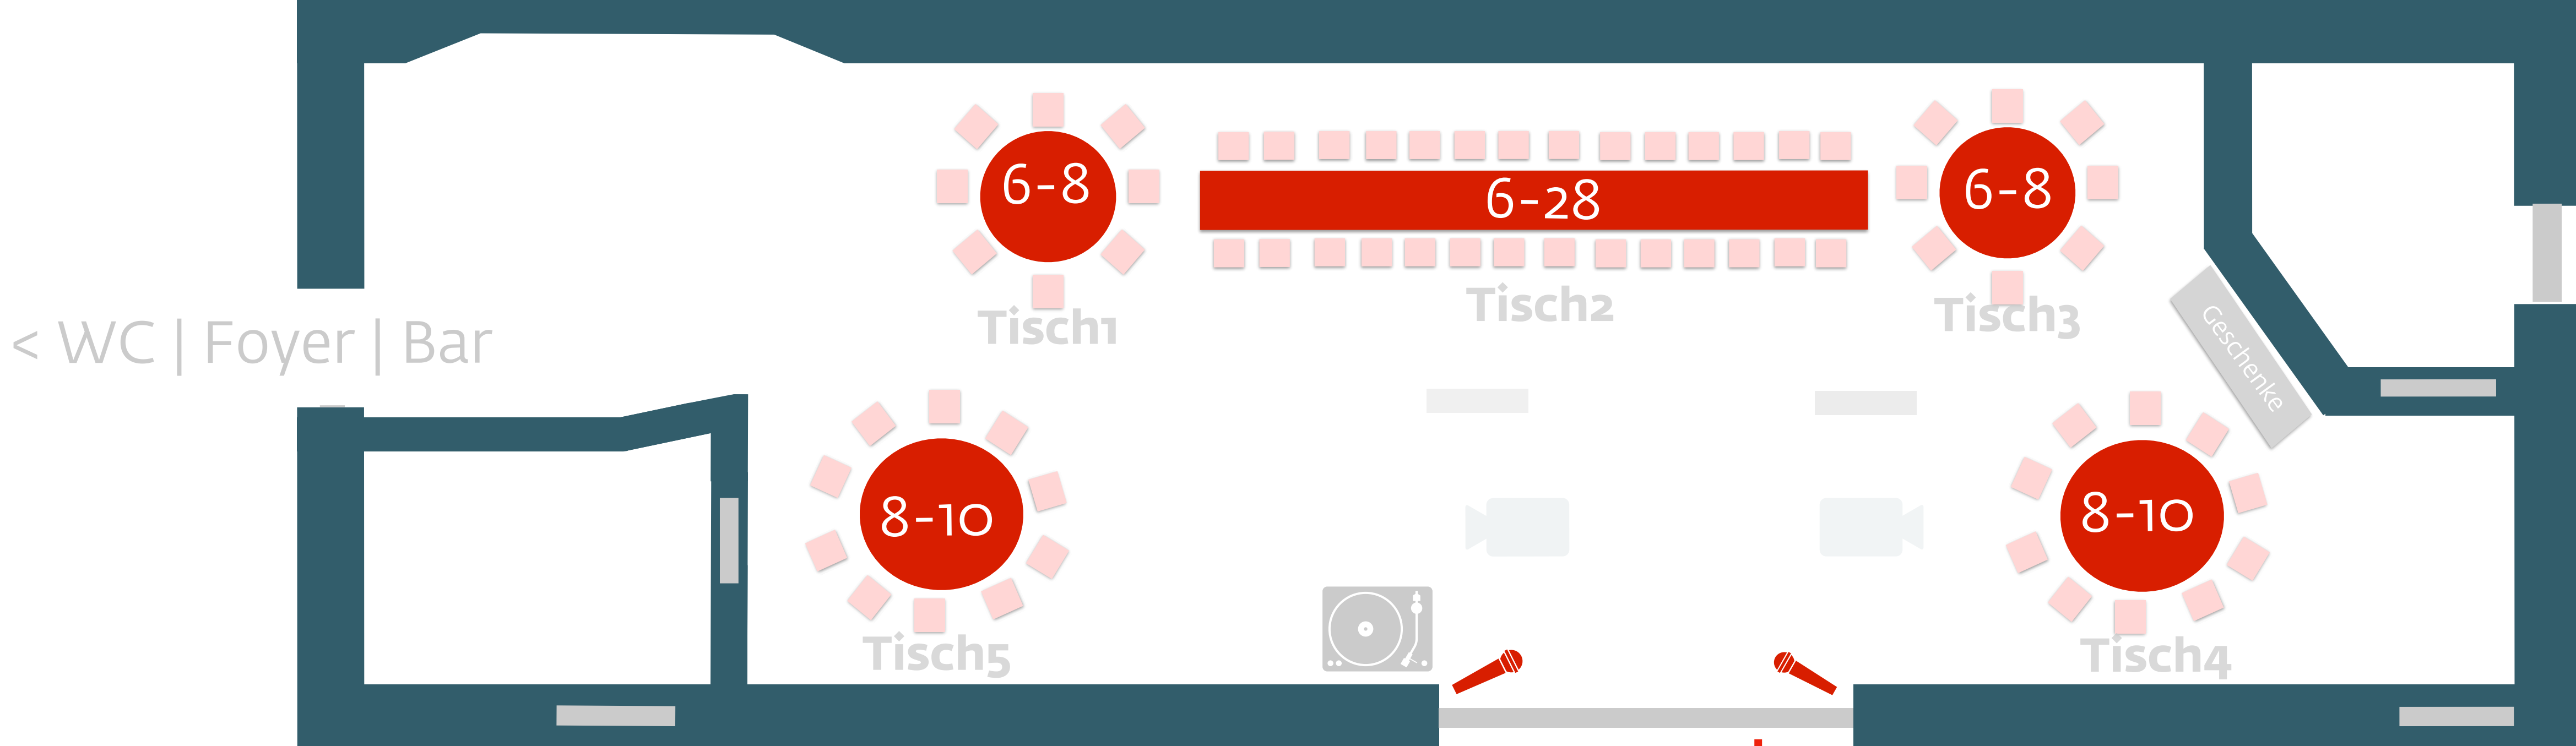 6-8
6-28
6-8
Tisch1
Tisch2
Tisch3
< WC | Foyer | Bar
Geschenke
8-10
8-10
Tisch5
Tisch4